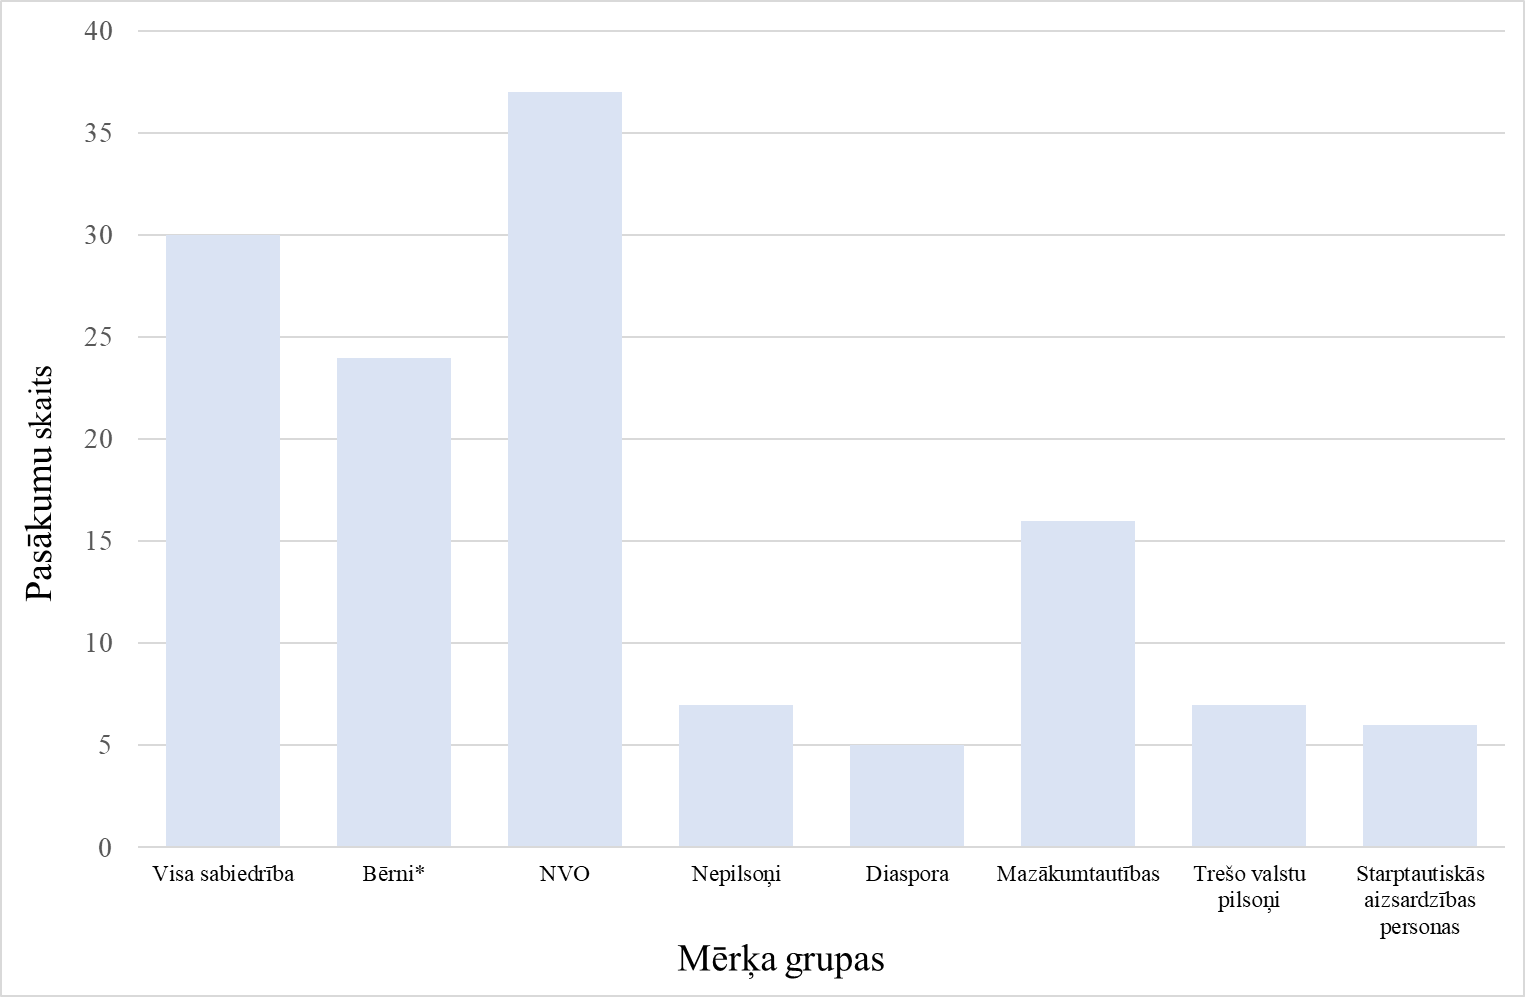 40
35
30
25
20
15
10
5
0
Pasākumu skaits
Visa sabiedrība
Bērni*
NVO
Nepilsoņi
Diaspora
Mazākumtautības
Trešo valstu
pilsoņi
Starptautiskās
aizsardzības
personas
Mērķa grupas